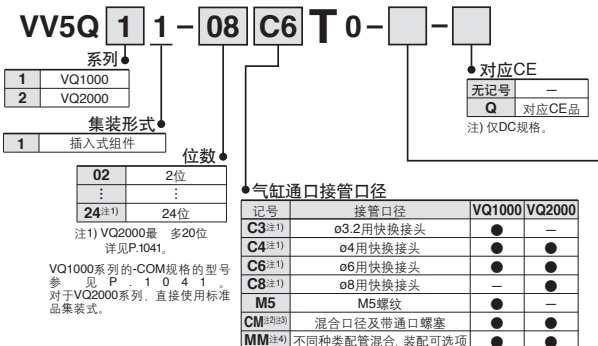 VV5Q 1 1 - 08 C6 T 0 - □ - □
系列
1 VQ1000
2 VQ2000
集装形式
1 插入式组件
位数
02 2位
⋮ ⋮
24注1) 24位
注1) VQ2000最 多20位
详见P.1041。
VQ1000系列的-COM规格的型号
参 见 P . 1 0 4 1 。
对于VQ2000系列, 直接使用标准
品集装式。
对应CE
无记号 –
Q 对应CE品
注) 仅DC规格。
气缸通口接管口径
记号 接管口径 VQ1000 VQ2000
C3注1) ø3.2用快换接头 ● –
C4注1) ø4用快换接头 ● ●
C6注1) ø6用快换接头 ● ●
C8注1) ø8用快换接头 – ●
M5 M5螺纹 ● –
CM注2)注3) 混合口径及带通口螺塞 ● ●
MM注4) 不同种类配管混合, 装配可选项 ● ●